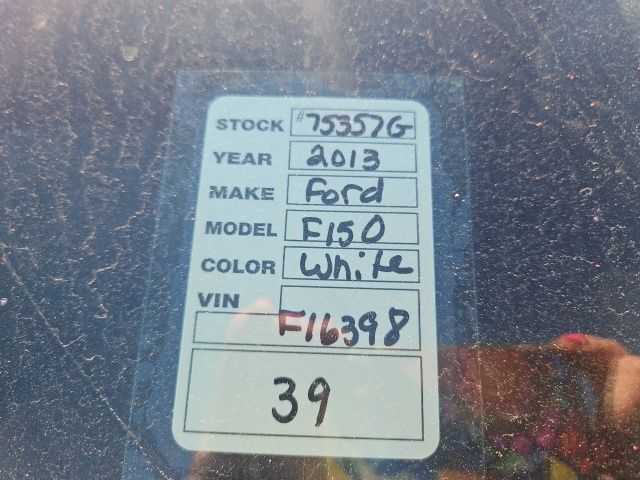 STOCK #75357G
YEAR 2013
MAKE Ford
MODEL F150
COLOR White
VIN
F16398
39